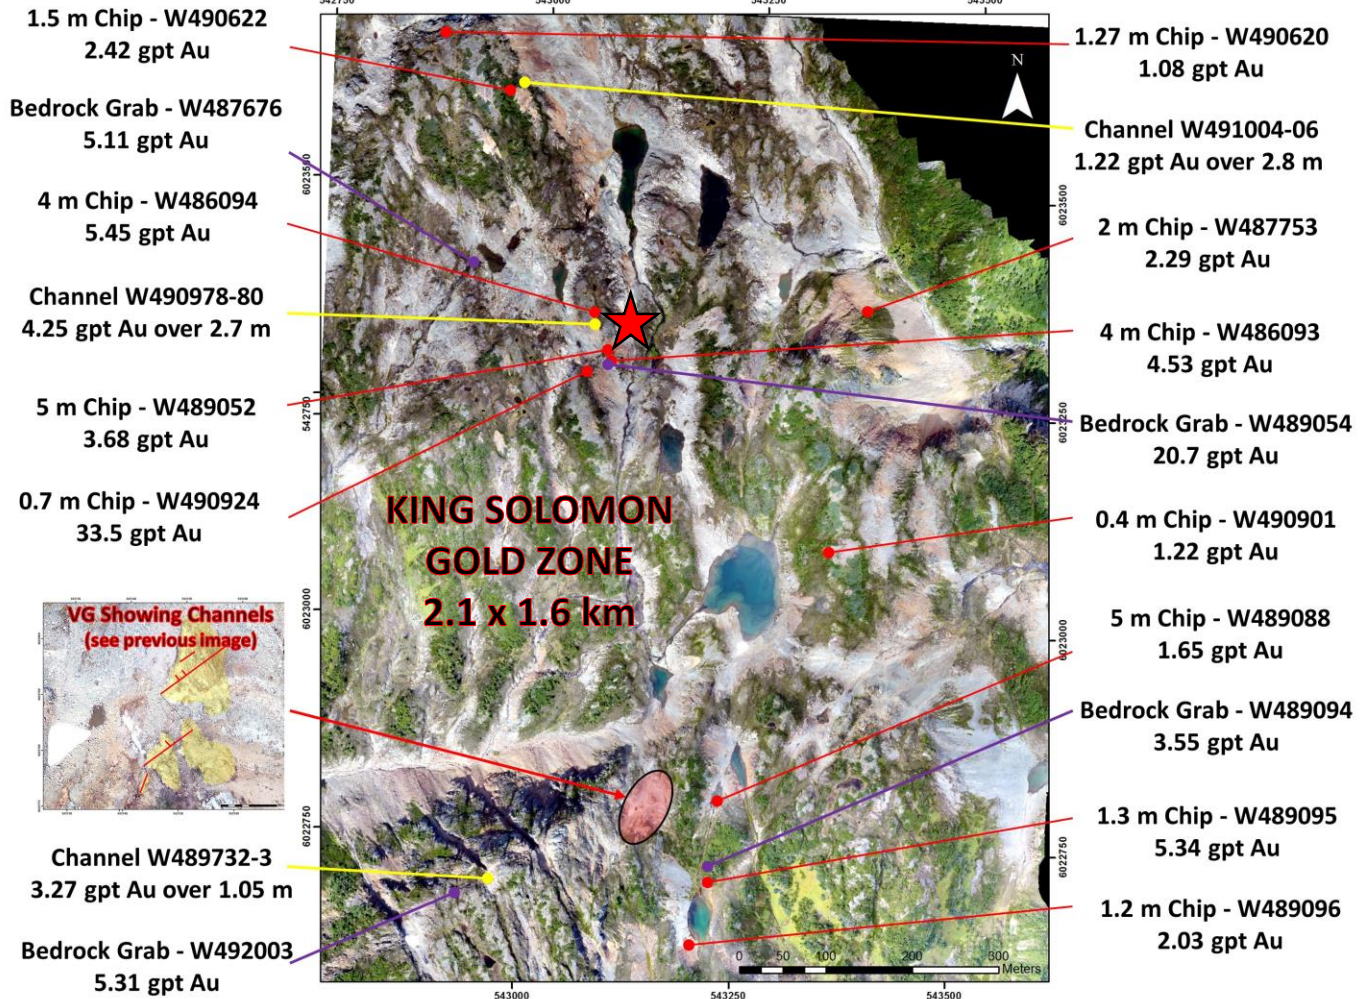 542750
543000
543250
543500
1.5 m Chip - W490622
2.42 gpt Au
Bedrock Grab - W487676
5.11 gpt Au
4 m Chip - W486094
5.45 gpt Au
Channel W490978-80
4.25 gpt Au over 2.7 m
5 m Chip - W489052
3.68 gpt Au
0.7 m Chip - W490924
33.5 gpt Au
VG Showing Channels
(see previous image)
Channel W489732-3
3.27 gpt Au over 1.05 m
Bedrock Grab - W492003
5.31 gpt Au
6023500
542750
6023000
6022750
N
KING SOLOMON
GOLD ZONE
2.1 x 1.6 km
0 50 100 200 300
Meters
6023500
6023250
6023000
6022750
1.27 m Chip - W490620
1.08 gpt Au
Channel W491004-06
1.22 gpt Au over 2.8 m
2 m Chip - W487753
2.29 gpt Au
4 m Chip - W486093
4.53 gpt Au
Bedrock Grab - W489054
20.7 gpt Au
0.4 m Chip - W490901
1.22 gpt Au
5 m Chip - W489088
1.65 gpt Au
Bedrock Grab - W489094
3.55 gpt Au
1.3 m Chip - W489095
5.34 gpt Au
1.2 m Chip - W489096
2.03 gpt Au
543000
543250
543500